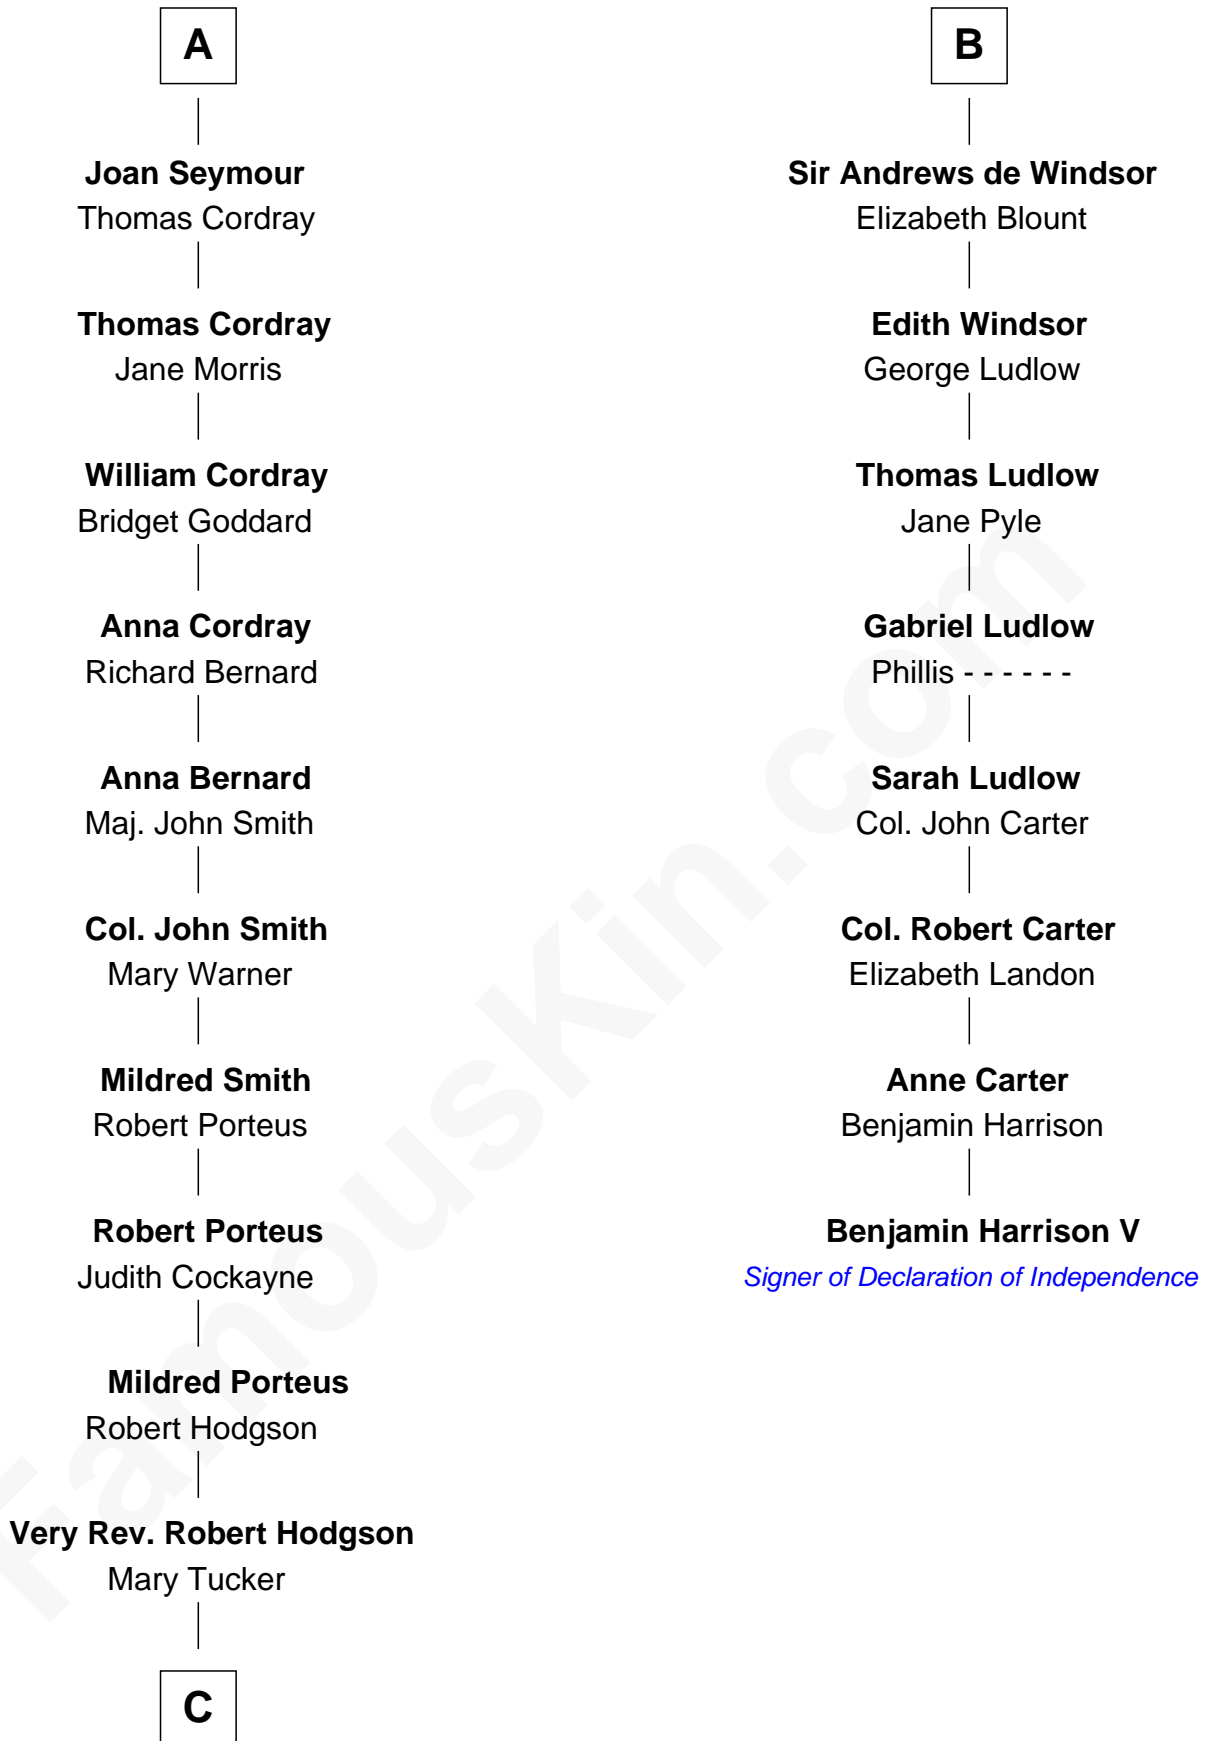 A
Joan Seymour
Thomas Cordray
Thomas Cordray
Jane Morris
William Cordray
Bridget Goddard
Anna Cordray
Richard Bernard
Anna Bernard
Maj. John Smith
Col. John Smith
Mary Warner
Mildred Smith
Robert Porteus
Robert Porteus
Judith Cockayne
Mildred Porteus
Robert Hodgson
Very Rev. Robert Hodgson
Mary Tucker
C
B
Sir Andrews de Windsor
Elizabeth Blount
Edith Windsor
George Ludlow
Thomas Ludlow
Jane Pyle
Gabriel Ludlow
Phillis - - - - - -
Sarah Ludlow
Col. John Carter
Col. Robert Carter
Elizabeth Landon
Anne Carter
Benjamin Harrison
Benjamin Harrison V
Signer of Declaration of Independence
FamousKin.com